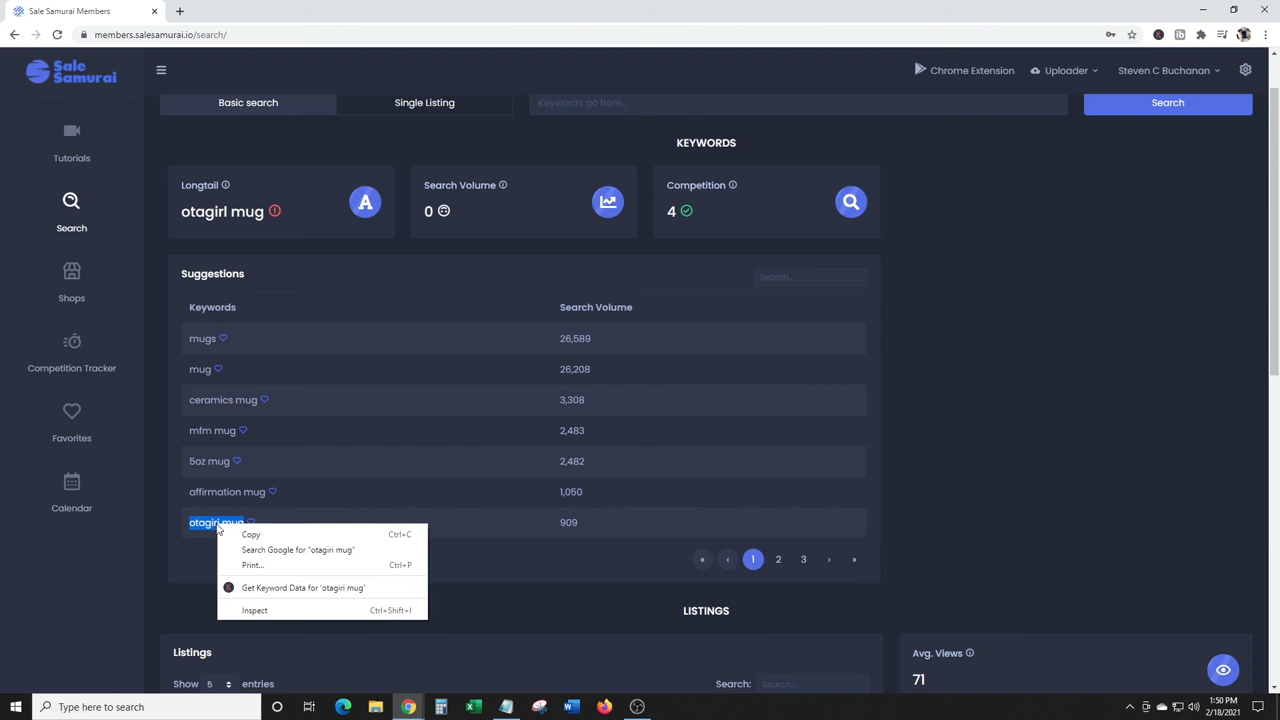 Sale Samurai Members
members.salesamurai.io/search/
Sale Samurai
Chrome Extension
Uploader
Steven C Buchanan
Basic search
Single Listing
Keywords go here..
Search
Tutorials
Search
Shops
Competition Tracker
Favorites
Calendar
KEYWORDS
Longtail
otagirl mug
A
Search Volume
0
Competition
4
Suggestions
Search...
Keywords
Search Volume
mugs
26,589
mug
26,208
ceramics mug
3,308
mfm mug
2,483
5oz mug
2,482
affirmation mug
1,050
otagiri mug
909
Copy
Ctrl+C
Search Google for "otagiri mug"
Print...
Ctrl+P
Get Keyword Data for 'otagiri mug'
Inspect
Ctrl+Shift+I
« ‹ 1 2 3 › »
LISTINGS
Listings
Show 5 entries
Search:
Search...
Avg. Views
71
Type here to search
1:50 PM
2/18/2021